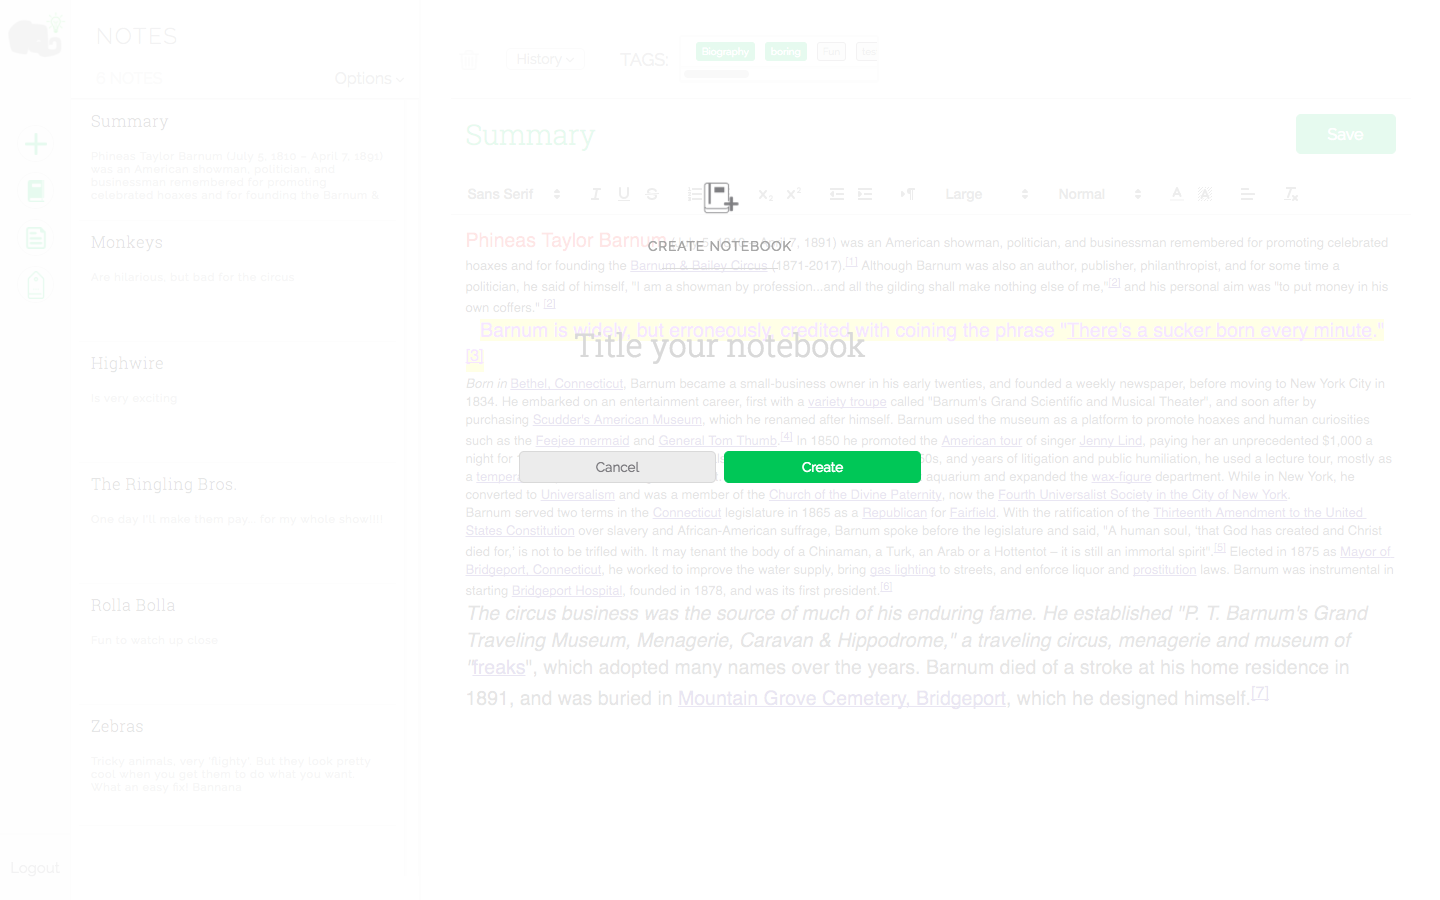 NOTES
6 NOTES
Options
Summary
Phineas Taylor Barnum (July 5, 1810 – April 7, 1891)
was an American showman, politician, and
businessmen remembered for promoting
celebrated hoaxes and for founding the Barnum &
Monkeys
Are hilarious, but bad for the circus
Highwire
is very exciting
The Ringling Bros.
One day I'll make them pay... for my whole show!!!!
Rolla Bolla
Fun to watch up close
Zebras
Tricky animals, very "flighty". But they look pretty
cool when you get them to do what you want.
What an easy fix! Bannana
Logout
History
TAGS:
Biography
boring
Fun
Summary
Save
Sans Serif
Large
Normal
CREATE NOTEBOOK
Title your notebook
Cancel
Create
Phineas Taylor Barnum 7, 1891) was an American showman, politician, and businessman remembered for promoting celebrated
hoaxes and for founding the Barnum & Bailey Circus (1871-2017).[1] Although Barnum was also an author, publisher, philanthropist, and for some time a
politician, he said of himself, "I am a showman by profession...and all the gilding shall make nothing else of me,"[2] and his personal aim was "to put money in his
own coffers." [2]
Barnum is widely, but erroneously, credited with coining the phrase "There's a sucker born every minute."
[3]
Born in Bethel, Connecticut, Barnum became a small-business owner in his early twenties, and founded a weekly newspaper, before moving to New York City in
1834. He embarked on an entertainment career, first with a variety troupe called "Barnum's Grand Scientific and Musical Theater", and soon after by
purchasing Scudder's American Museum, which he renamed after himself. Barnum used the museum as a platform to promote hoaxes and human curiosities
such as the Feejee mermaid and General Tom Thumb.[4] In 1850 he promoted the American tour of singer Jenny Lind, paying her an unprecedented $1,000 a
night for and years of litigation and public humiliation, he used a lecture tour, mostly as
a aquarium and expanded the wax-figure department. While in New York, he
converted to Universalism and was a member of the Church of the Divine Paternity, now the Fourth Universalist Society in the City of New York.
Barnum served two terms in the Connecticut legislature in 1865 as a Republican for Fairfield. With the ratification of the Thirteenth Amendment to the United
States Constitution over slavery and African-American suffrage, Barnum spoke before the legislature and said, "A human soul, 'that God has created and Christ
died for,' is not to be trifled with. It may tenant the body of a Chinaman, a Turk, an Arab or a Hottentot – it is still an immortal spirit".[5] Elected in 1875 as Mayor of
Bridgeport, Connecticut, he worked to improve the water supply, bring gas lighting to streets, and enforce liquor and prostitution laws. Barnum was instrumental in
starting Bridgeport Hospital, founded in 1878, and was its first president.[6]
The circus business was the source of much of his enduring fame. He established "P. T. Barnum's Grand
Traveling Museum, Menagerie, Caravan & Hippodrome," a traveling circus, menagerie and museum of
"freaks", which adopted many names over the years. Barnum died of a stroke at his home residence in
1891, and was buried in Mountain Grove Cemetery, Bridgeport, which he designed himself.[7]